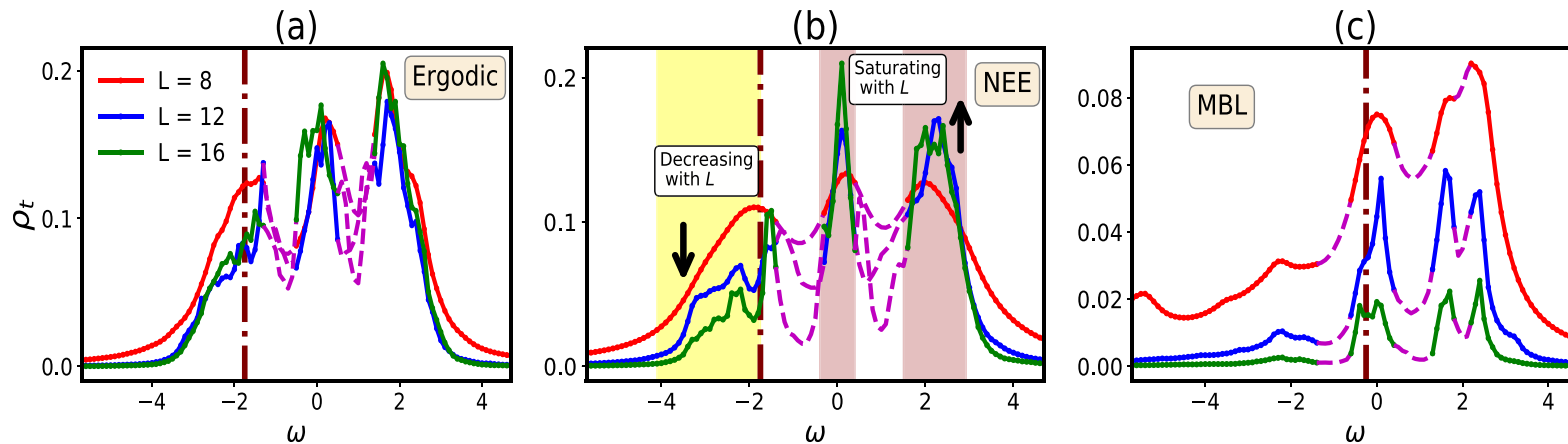 (a)
(b)
(c)
0.2
0.1
0.0
ρt
L = 8
L = 12
L = 16
Ergodic
−4
−2
0
2
4
ω
0.2
0.1
0.0
Decreasing
with L
Saturating
with L
NEE
−4
−2
0
2
4
ω
0.08
0.06
0.04
0.02
0.00
MBL
−4
−2
0
2
4
ω